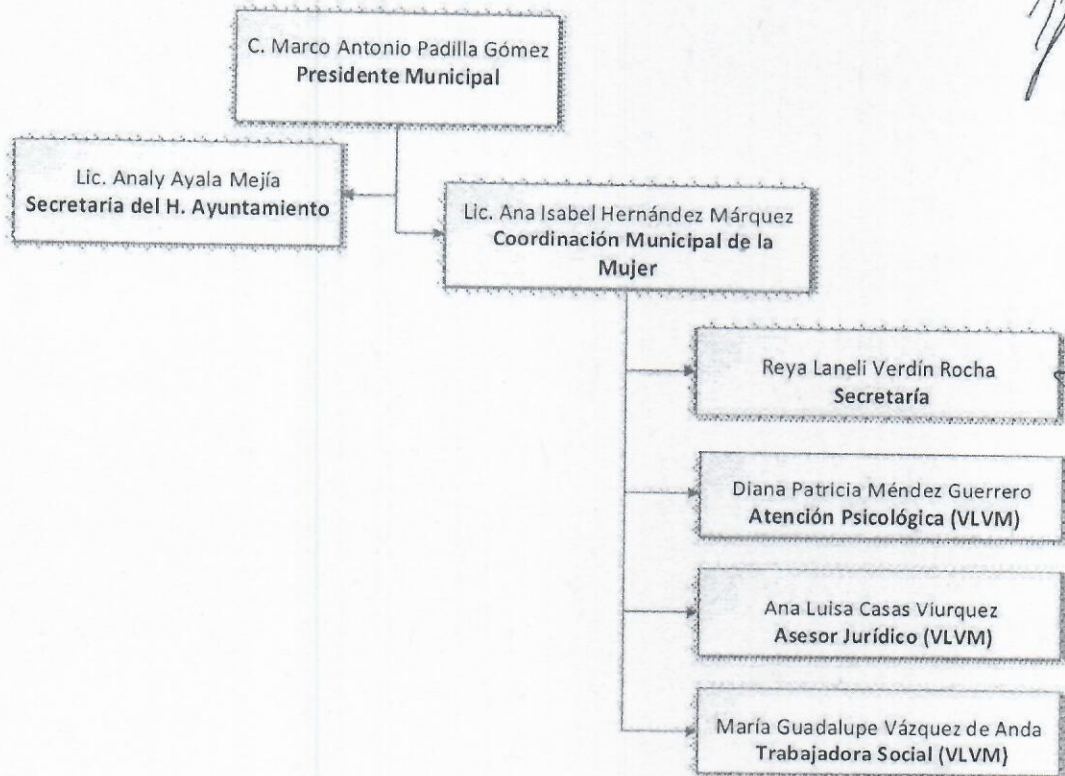 C. Marco Antonio Padilla Gómez
Presidente Municipal
Lic. Analy Ayala Mejía
Secretaria del H. Ayuntamiento
Lic. Ana Isabel Hernández Márquez
Coordinación Municipal de la
Mujer
Reya Laneli Verdín Rocha
Secretaría
Diana Patricia Méndez Guerrero
Atención Psicológica (VLVM)
Ana Luisa Casas Viurquez
Asesor Jurídico (VLVM)
María Guadalupe Vázquez de Anda
Trabajadora Social (VLVM)